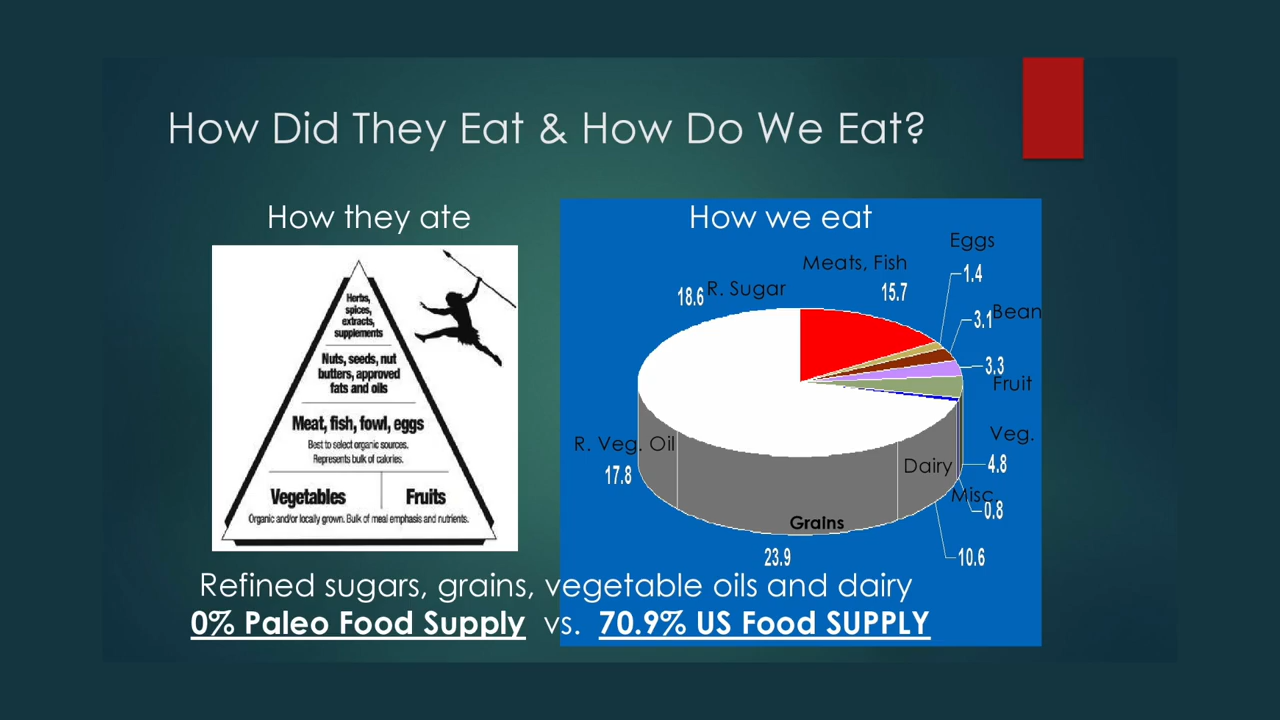 How Did They Eat & How Do We Eat?
How they ate
Herbs,
spices,
extracts,
supplements
Nuts, seeds, nut
butters, approved
fats and oils
Meat, fish, fowl, eggs
Best to select organic sources.
Represents bulk of calories.
Vegetables
Fruits
Organic and/or locally grown. Bulk of meal emphasis and nutrients.
How we eat
Eggs
1.4
Meats, Fish
15.7
R. Sugar
18.6
Bean
3.1
3.3
Fruit
Veg.
4.8
R. Veg. Oil
17.8
Dairy
Misc.
0.8
Grains
23.9
10.6
Refined sugars, grains, vegetable oils and dairy
0% Paleo Food Supply vs. 70.9% US Food SUPPLY